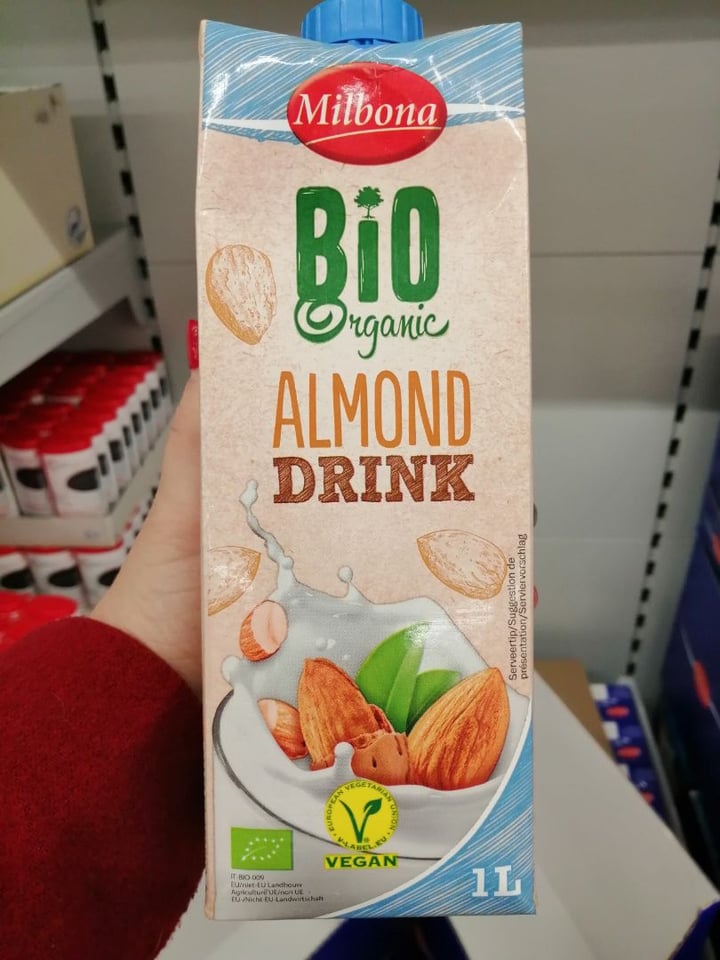 Milbona
BiO
Organic
ALMOND
DRINK
Serveertip/Suggestion de
présentation/Serviervorschlag
EUROPEAN VEGETARIAN UNION
V-LABEL.EU
VEGAN
IT-BIO-009
EU/niet-EU Landbouw
Agriculture UE/non UE
EU-/Nicht-EU-Landwirtschaft
1L